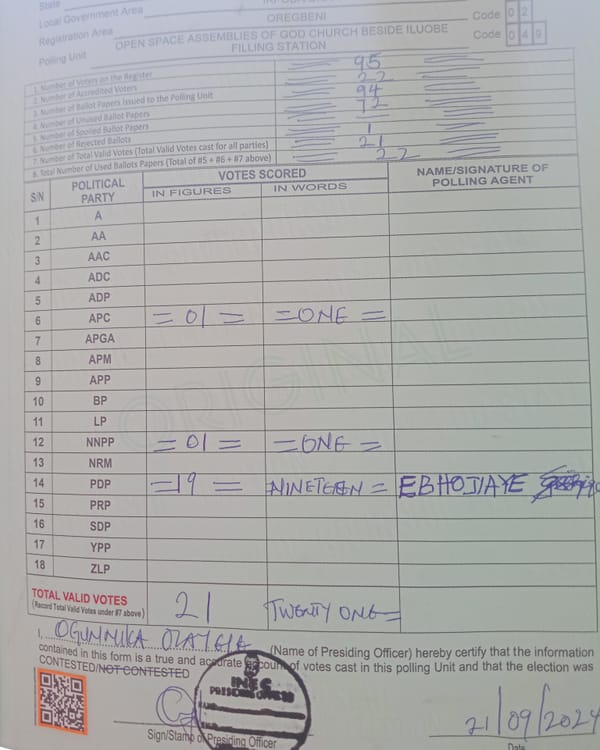 State
Local Government Area
OREGBENI
Code 02
Registration Area
OPEN SPACE ASSEMBLIES OF GOD CHURCH BESIDE ILUOBE FILLING STATION
Code 049
Polling Unit
1. Number of Voters on the Register 95
2. Number of Accredited Voters 22
3. Number of Ballot Papers Issued to the Polling Unit 94
4. Number of Unused Ballot Papers 72
5. Number of Spoiled Ballot Papers —
6. Number of Rejected Ballots 1
7. Number of Total Valid Votes (Total Valid Votes cast for all parties) 21
8. Total Number of Used Ballots Papers (Total of #5 + #6 + #7 above) 22
S/N POLITICAL PARTY VOTES SCORED NAME/SIGNATURE OF POLLING AGENT
IN FIGURES IN WORDS
1 A
2 AA
3 AAC
4 ADC
5 ADP
6 APC =01= =ONE=
7 APGA
8 APM
9 APP
10 BP
11 LP
12 NNPP =01= =ONE=
13 NRM
14 PDP =19= NINETEEN= EBHODIAYE
15 PRP
16 SDP
17 YPP
18 ZLP
ORIGINAL
TOTAL VALID VOTES 21 TWENTY ONE=
(Record Total Valid Votes under #7 above)
I, OGUNNIKA (Name of Presiding Officer) hereby certify that the information
contained in this form is a true and accurate account of votes cast in this polling Unit and that the election was
CONTESTED/NOT CONTESTED
INEC
PRESIDING OFFICER
Sign/Stamp of Presiding Officer
21/09/2024
Date